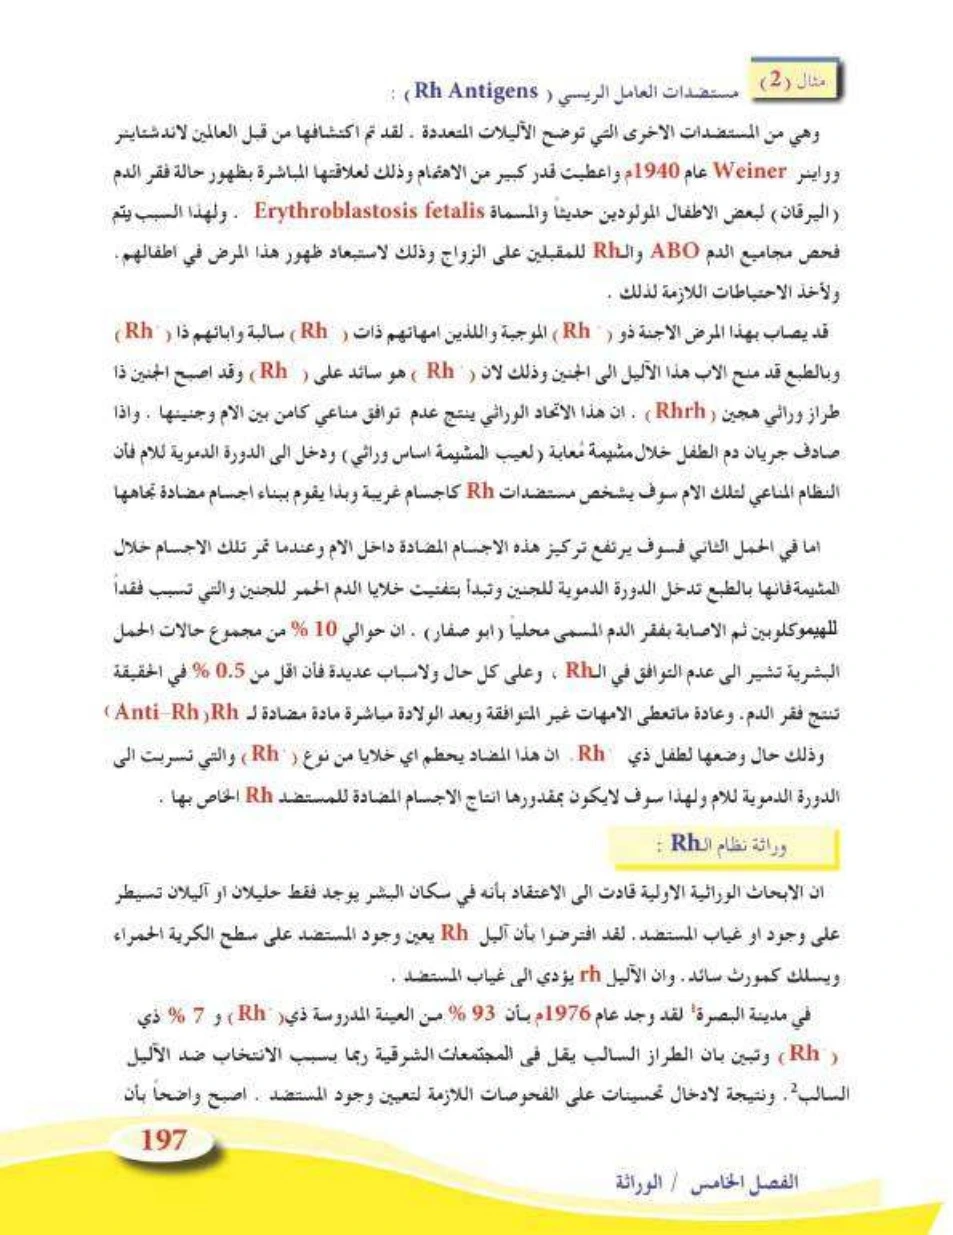 مثال (2)
مستضدات العامل الريسي ( Rh Antigens ) :
وهي من المستضدات الاخرى التي توضح الآليلات المتعددة . لقد تم اكتشافها من قبل العالمين لاندشتاينر
وواينر Weiner عام 1940م واعطيت قدر كبير من الاهتمام وذلك لعلاقتها المباشرة بظهور حالة فقر الدم
(اليرقان) لبعض الاطفال المولودين حديثاً والمسماة Erythroblastosis fetalis . ولهذا السبب يتم
فحص مجاميع الدم ABO والـRh للمقبلين على الزواج وذلك لاستبعاد ظهور هذا المرض في اطفالهم .
ولأخذ الاحتياطات اللازمة لذلك .
قد يصاب بهذا المرض الاجنة ذو ( Rh ) الموجبة واللذين امهاتهم ذات ( Rh ) سالبة وابائهم ذا ( Rh )
وبالطبع قد منح الاب هذا الآليل الى الجنين وذلك لان ( Rh ) هو سائد على ( Rh ) وقد اصبح الجنين ذا
طراز وراثي هجين ( Rhrh ) . ان هذا الاتحاد الوراثي ينتج عدم توافق مناعي كامن بين الام وجنينها . واذا
صادف جريان دم الطفل خلال مشيمة مُعابة (لعيب المشيمة اساس وراثي) ودخل الى الدورة الدموية للام فأن
النظام المناعي لتلك الام سوف يشخص مستضدات Rh كاجسام غريبة وبذا يقوم ببناء اجسام مضادة تجاهها
اما في الحمل الثاني فسوف يرتفع تركيز هذه الاجسام المضادة داخل الام وعندما تمر تلك الاجسام خلال
المشيمة فانها بالطبع تدخل الدورة الدموية للجنين وتبدأ بتفتيت خلايا الدم الحمر للجنين والتي تسبب فقداً
للهيموكلوبين ثم الاصابة بفقر الدم المسمى محلياً (ابو صفار) . ان حوالي 10 % من مجموع حالات الحمل
البشرية تشير الى عدم التوافق في الـRh ، وعلى كل حال ولاسباب عديدة فأن اقل من 0.5 % في الحقيقة
تنتج فقر الدم. وعادة ماتعطى الامهات غير المتوافقة وبعد الولادة مباشرة مادة مضادة لـ Rh(Anti–Rh)
وذلك حال وضعها لطفل ذي Rh . ان هذا المضاد يحطم اي خلايا من نوع ( Rh ) والتي تسربت الى
الدورة الدموية للام ولهذا سوف لايكون بمقدورها انتاج الاجسام المضادة للمستضد Rh الخاص بها .
وراثة نظام الـRh :
ان الابحاث الوراثية الاولية قادت الى الاعتقاد بأنه في سكان البشر يوجد فقط حليلان او آليلان تسيطر
على وجود او غياب المستضد. لقد افترضوا بأن آليل Rh يعين وجود المستضد على سطح الكرية الحمراء
ويسلك كمورث سائد. وان الآليل rh يؤدي الى غياب المستضد .
في مدينة البصرة¹ لقد وجد عام 1976م بأن 93 % من العينة المدروسة ذي( Rh ) و 7 % ذي
( Rh ) وتبين بان الطراز السالب يقل في المجتمعات الشرقية ربما بسبب الانتخاب ضد الآليل
السالب². ونتيجة لادخال تحسينات على الفحوصات اللازمة لتعيين وجود المستضد . اصبح واضحاً بأن
197
الفصل الخامس / الوراثة